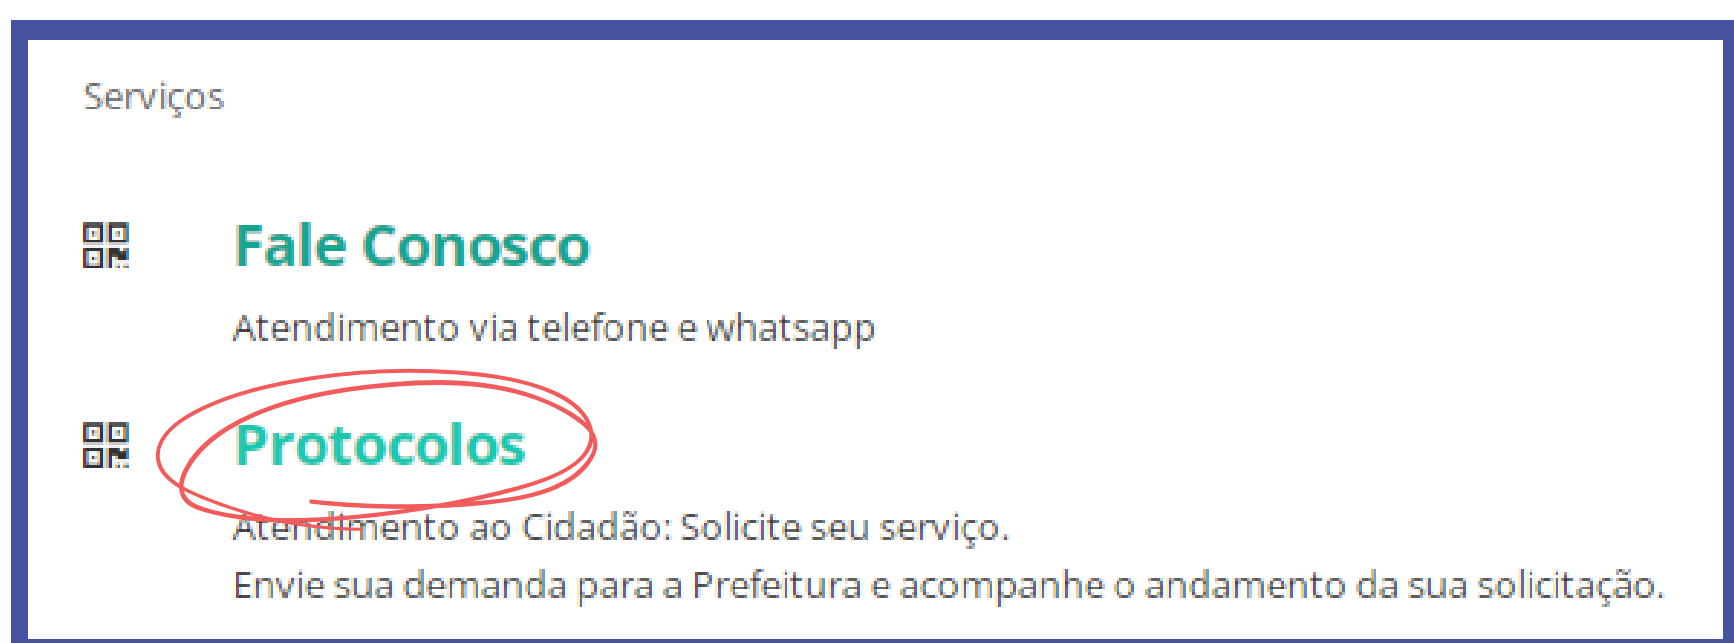 Serviços
Fale Conosco
Atendimento via telefone e whatsapp
Protocolos
Atendimento ao Cidadão: Solicite seu serviço.
Envie sua demanda para a Prefeitura e acompanhe o andamento da sua solicitação.